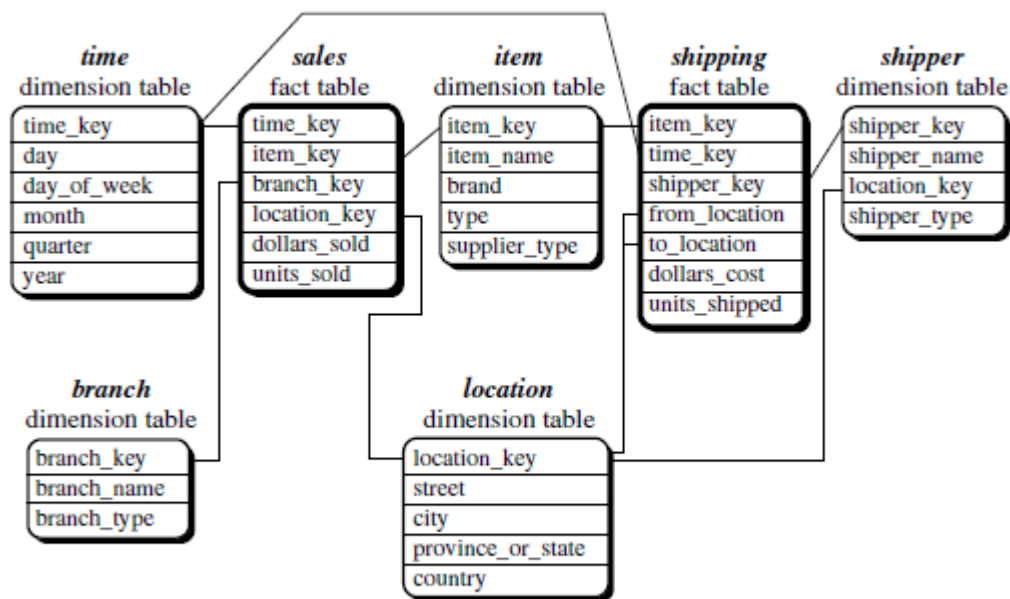 time
dimension table
time_key
day
day_of_week
month
quarter
year
sales
fact table
time_key
item_key
branch_key
location_key
dollars_sold
units_sold
item
dimension table
item_key
item_name
brand
type
supplier_type
shipping
fact table
item_key
time_key
shipper_key
from_location
to_location
dollars_cost
units_shipped
shipper
dimension table
shipper_key
shipper_name
location_key
shipper_type
branch
dimension table
branch_key
branch_name
branch_type
location
dimension table
location_key
street
city
province_or_state
country